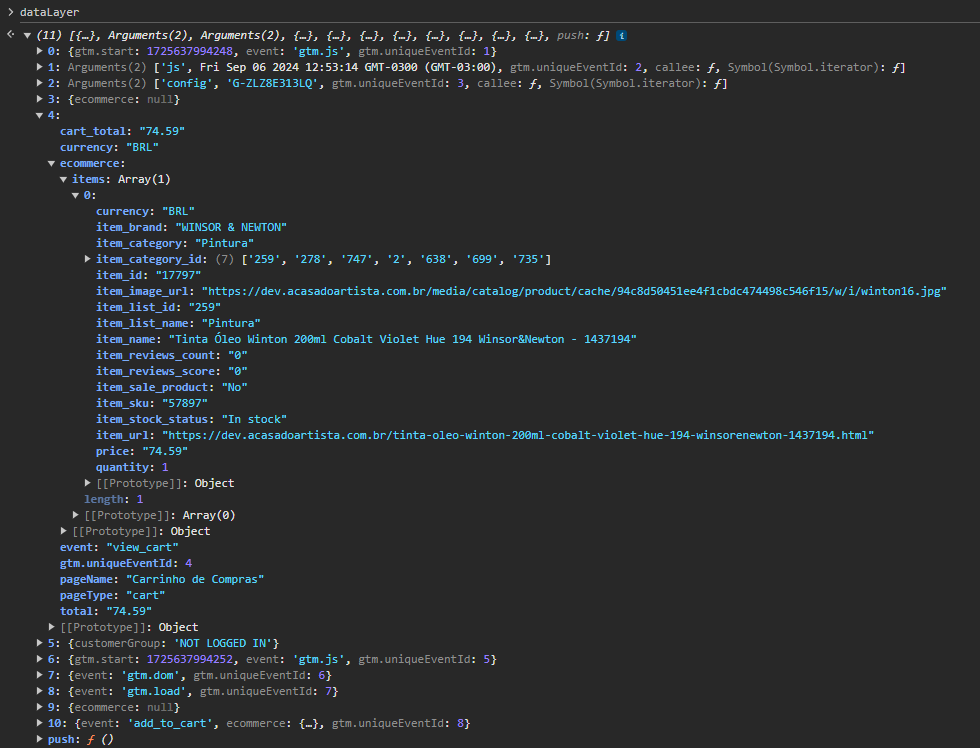 > dataLayer
(11) [{…}, Arguments(2), Arguments(2), {…}, {…}, {…}, {…}, {…}, {…}, {…}, {…}, push: ƒ] i
0: {gtm.start: 1725637994248, event: 'gtm.js', gtm.uniqueEventId: 1}
1: Arguments(2) ['js', Fri Sep 06 2024 12:53:14 GMT-0300 (GMT-03:00), gtm.uniqueEventId: 2, callee: ƒ, Symbol(Symbol.iterator): ƒ]
2: Arguments(2) ['config', 'G-ZLZ8E313LQ', gtm.uniqueEventId: 3, callee: ƒ, Symbol(Symbol.iterator): ƒ]
3: {ecommerce: null}
4:
cart_total: "74.59"
currency: "BRL"
ecommerce:
items: Array(1)
0:
currency: "BRL"
item_brand: "WINSOR & NEWTON"
item_category: "Pintura"
item_category_id: (7) ['259', '278', '747', '2', '638', '699', '735']
item_id: "17797"
item_image_url: "https://dev.acasadoartista.com.br/media/catalog/product/cache/94c8d50451ee4f1cbdc474498c546f15/w/i/winton16.jpg"
item_list_id: "259"
item_list_name: "Pintura"
item_name: "Tinta Óleo Winton 200ml Cobalt Violet Hue 194 Winsor&Newton - 1437194"
item_reviews_count: "0"
item_reviews_score: "0"
item_sale_product: "No"
item_sku: "57897"
item_stock_status: "In stock"
item_url: "https://dev.acasadoartista.com.br/tinta-oleo-winton-200ml-cobalt-violet-hue-194-winsorenewton-1437194.html"
price: "74.59"
quantity: 1
[[Prototype]]: Object
length: 1
[[Prototype]]: Array(0)
[[Prototype]]: Object
event: "view_cart"
gtm.uniqueEventId: 4
pageName: "Carrinho de Compras"
pageType: "cart"
total: "74.59"
[[Prototype]]: Object
5: {customerGroup: 'NOT LOGGED IN'}
6: {gtm.start: 1725637994252, event: 'gtm.js', gtm.uniqueEventId: 5}
7: {event: 'gtm.dom', gtm.uniqueEventId: 6}
8: {event: 'gtm.load', gtm.uniqueEventId: 7}
9: {ecommerce: null}
10: {event: 'add_to_cart', ecommerce: {…}, gtm.uniqueEventId: 8}
push: ƒ ()